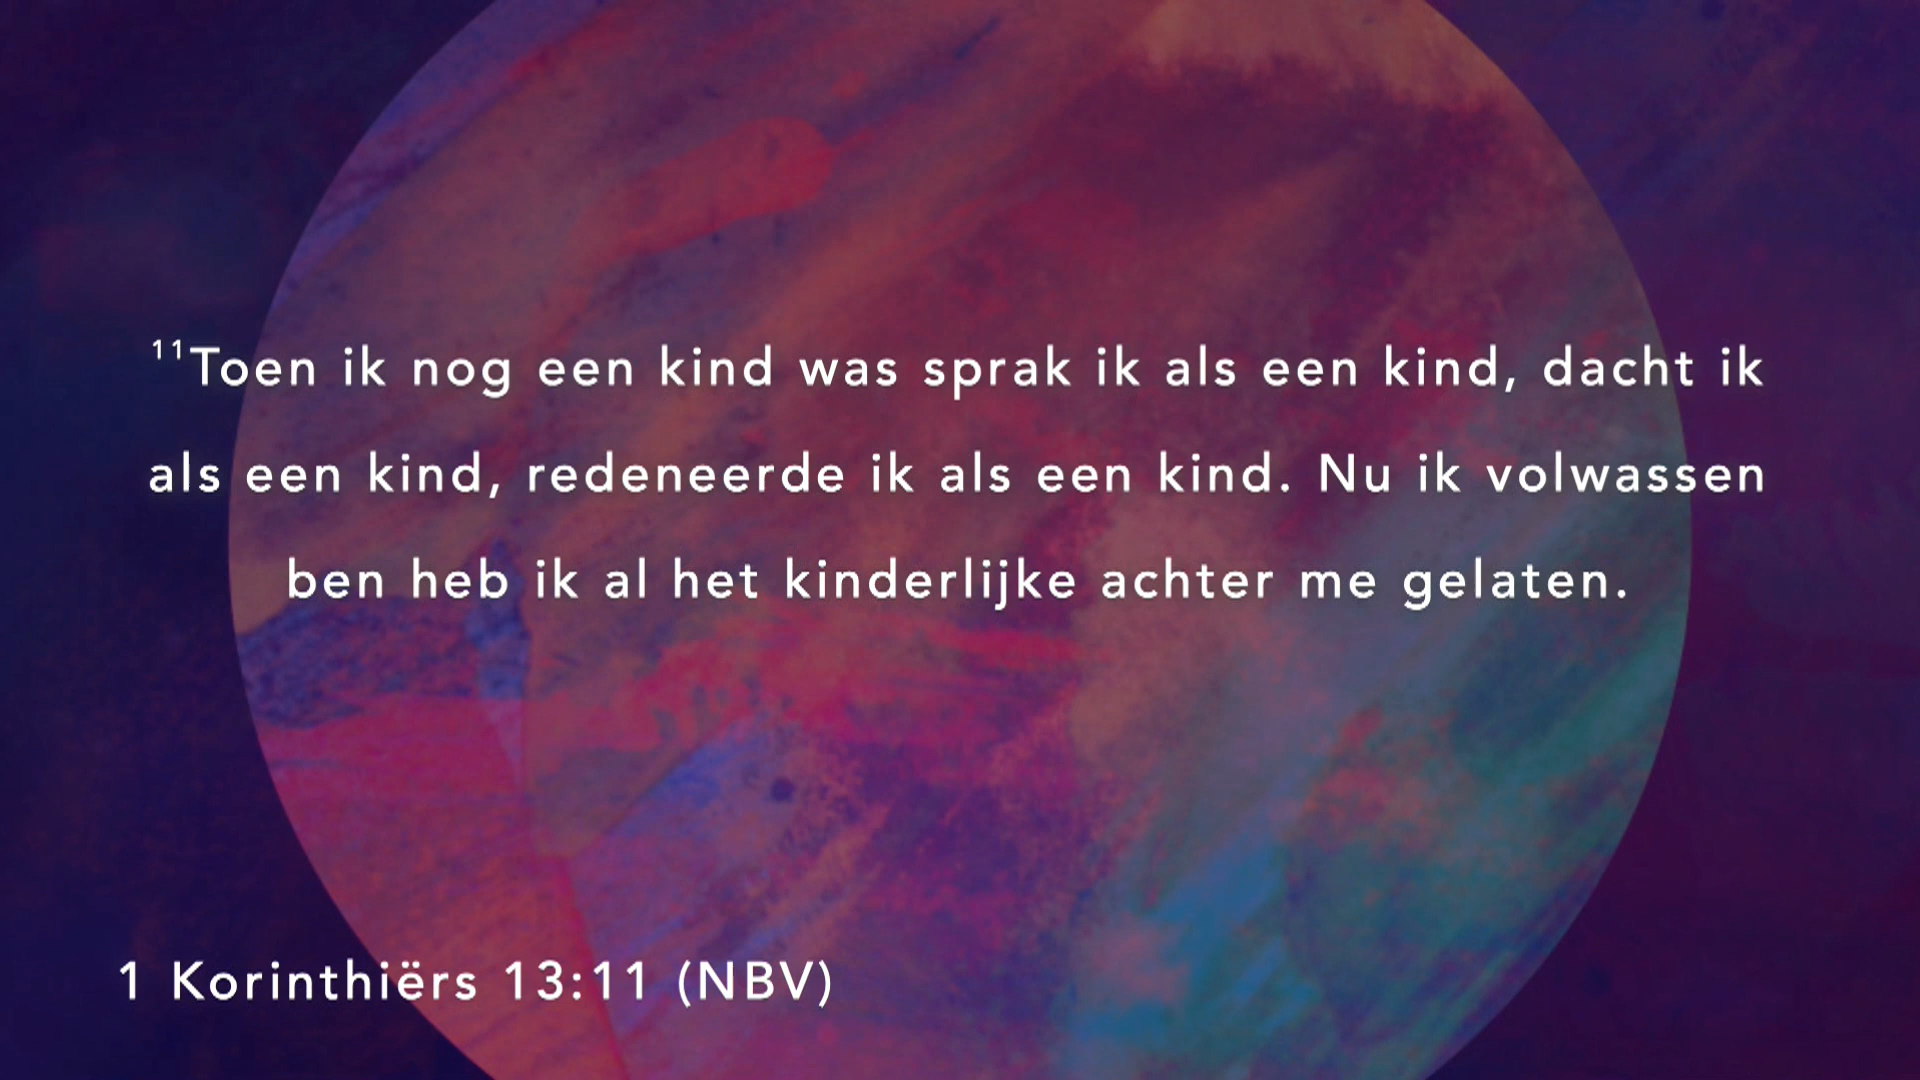 ¹¹Toen ik nog een kind was sprak ik als een kind, dacht ik
als een kind, redeneerde ik als een kind. Nu ik volwassen
ben heb ik al het kinderlijke achter me gelaten.
1 Korinthiërs 13:11 (NBV)